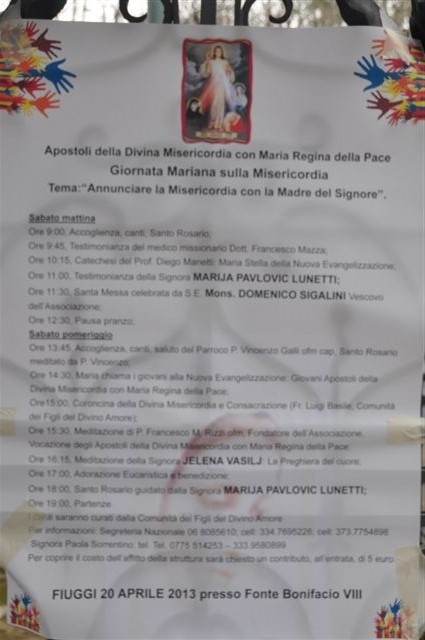 Apostoli della Divina Misericordia con Maria Regina della Pace
Giornata Mariana sulla Misericordia
Tema:"Annunciare la Misericordia con la Madre del Signore".
Sabato mattina
Ore 9:00, Accoglienza, canti, Santo Rosario;
Ore 9:45, Testimonianza del medico missionario Dott. Francesco Mazza;
Ore 10:15, Catechesi del Prof. Diego Manetti: Maria Stella della Nuova Evangelizzazione;
Ore 11.00, Testimonianza della Signora MARIJA PAVLOVIC LUNETTI;
Ore 11:30, Santa Messa celebrata da S.E. Mons. DOMENICO SIGALINI Vescovo
dell'Associazione;
Ore 12:30, Pausa pranzo;
Sabato pomeriggio
Ore 13:45, Accoglienza, canti, saluto del Parroco P. Vincenzo Galli ofm cap, Santo Rosario
meditato da P. Vincenzo;
Ore 14:30, Maria chiama i giovani alla Nuova Evangelizzazione: Giovani Apostoli della
Divina Misericordia con Maria Regina della Pace;
Ore15:00, Coroncina della Divina Misericordia e Consacrazione (Fr. Luigi Basile, Comunità
dei Figli del Divino Amore);
Ore 15:30, Meditazione di P. Francesco M. Rizzi ofm, Fondatore dell'Associazione.
Vocazione degli Apostoli della Divina Misericordia con Maria Regina della Pace;
Ore 16:15, Meditazione della Signora JELENA VASILJ: La Preghiera del cuore;
Ore 17:00, Adorazione Eucaristica e benedizione;
Ore 18:00, Santo Rosario guidato dalla Signora MARIJA PAVLOVIC LUNETTI;
Ore 19:00, Partenze.
I canti saranno curati dalla Comunità dei Figli del Divino Amore
Per informazioni: Segreteria Nazionale 06 8085610; cell: 334.7695226; cell: 373.7754898
Signora Paola Sorrentino; tel. Tel. 0775 514253 – 333.9580899
Per coprire il costo dell'affitto della struttura sarà chiesto un contributo, all'entrata, di 5 euro
FIUGGI 20 APRILE 2013 presso Fonte Bonifacio VIII